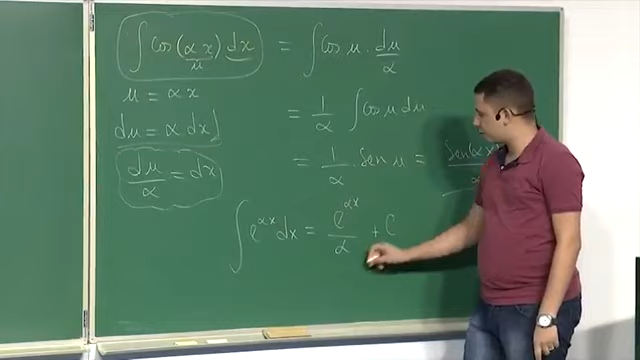 ∫ cos(αx) dx = ∫ cos u · du/α
u
u = αx
= 1/α ∫ cos u du
du = α dx
= 1/α · sen u = sen(αx)
du/α = dx
∫ e^αx dx = e^αx/α + C